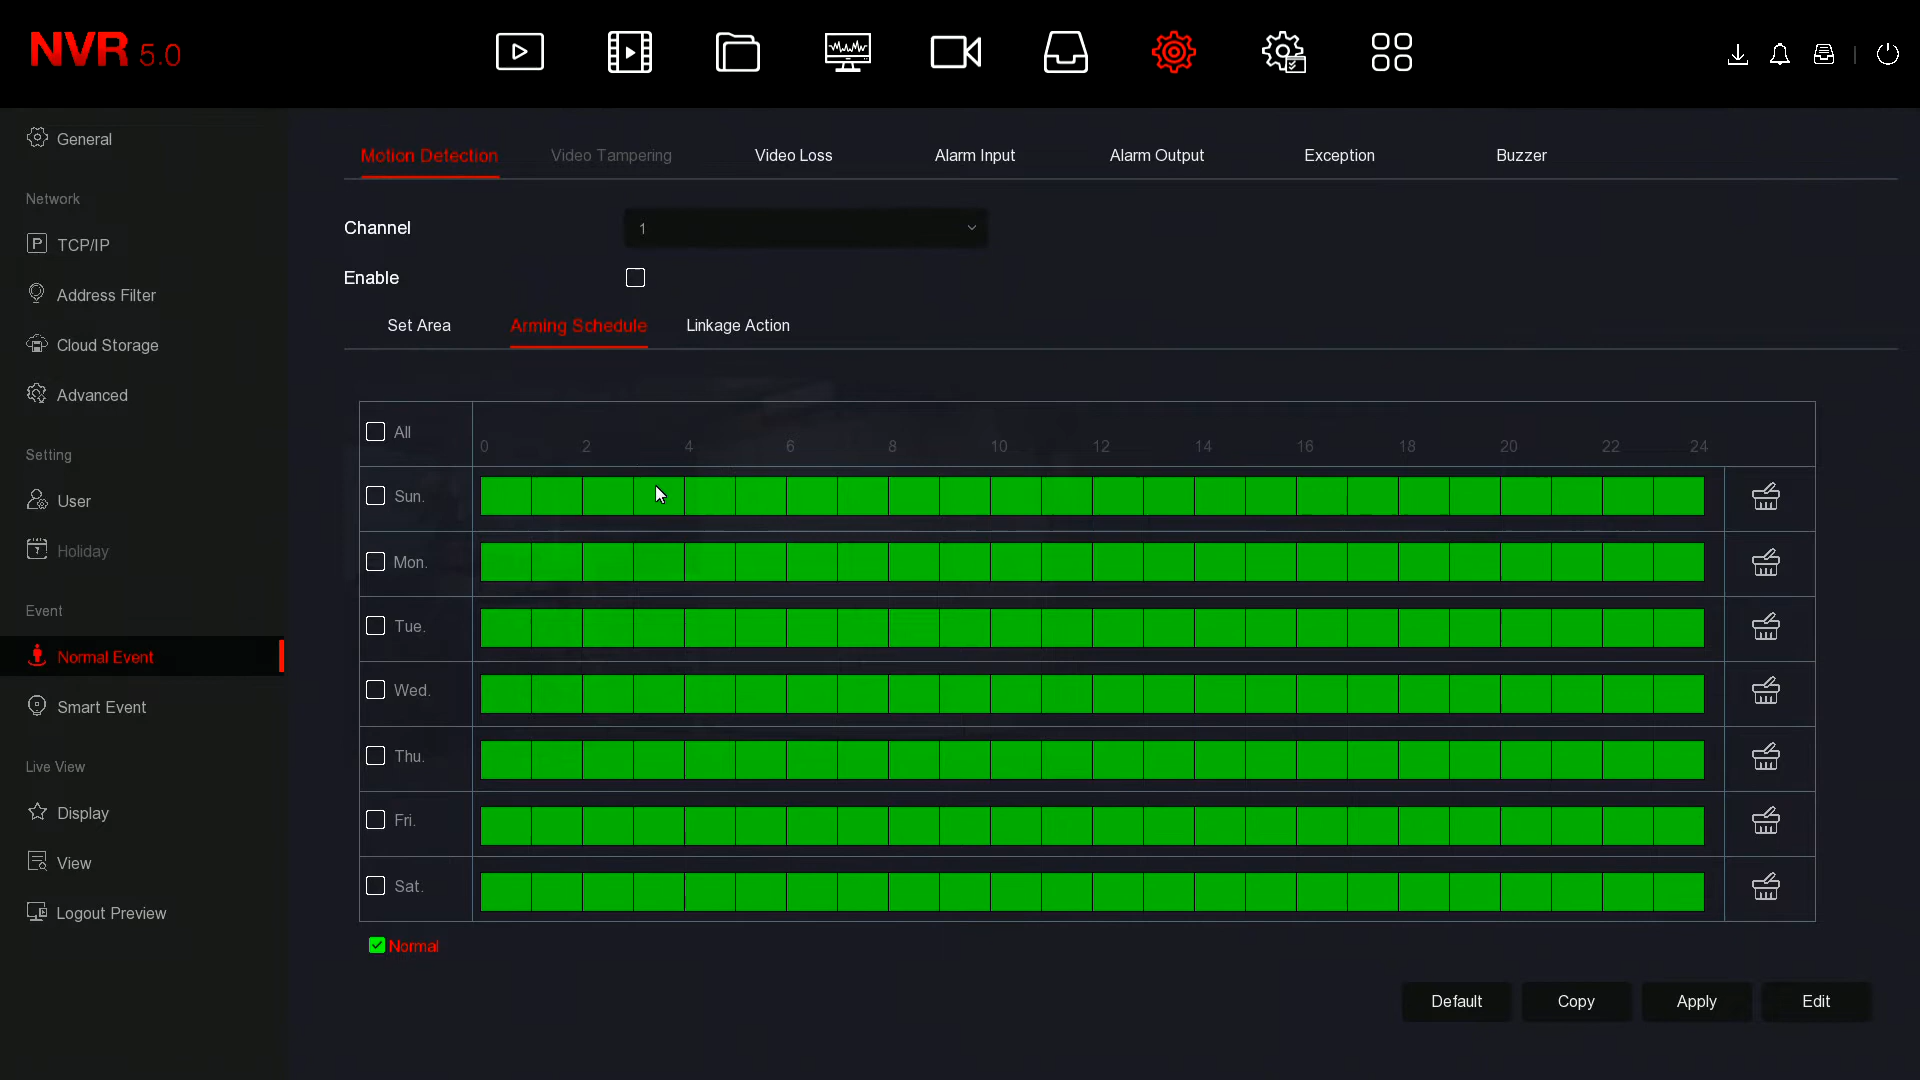 NVR 5.0
General
Network
TCP/IP
Address Filter
Cloud Storage
Advanced
Setting
User
Holiday
Event
Normal Event
Smart Event
Live View
Display
View
Logout Preview
Motion Detection Video Tampering Video Loss Alarm Input Alarm Output Exception Buzzer
Channel 1
Enable
Set Area Arming Schedule Linkage Action
All 0 2 4 6 8 10 12 14 16 18 20 22 24
Sun.
Mon.
Tue.
Wed.
Thu.
Fri.
Sat.
Normal
Default Copy Apply Edit